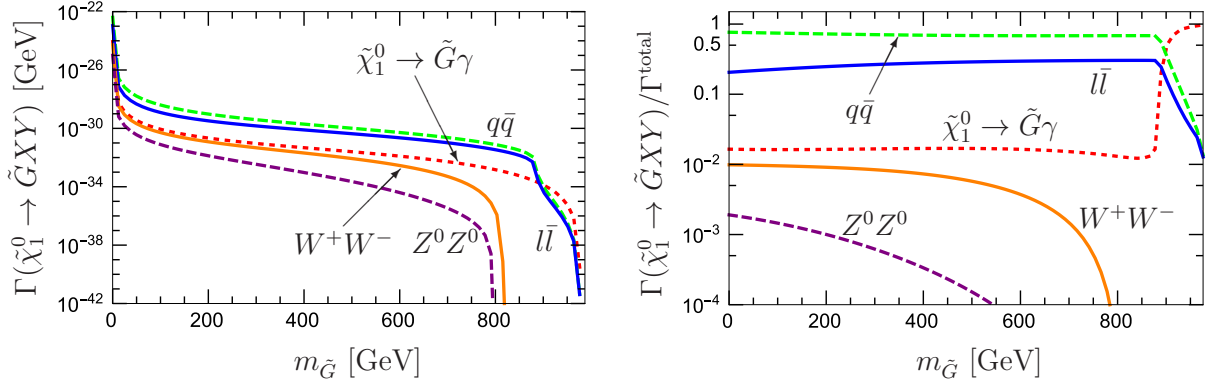 Γ(χ̃₁⁰ → G̃XY) [GeV]
10⁻²²
10⁻²⁶
10⁻³⁰
10⁻³⁴
10⁻³⁸
10⁻⁴²
χ̃₁⁰ → G̃γ
qq̄
W⁺W⁻
Z⁰Z⁰
ll̄
0 200 400 600 800
m_G̃ [GeV]
Γ(χ̃₁⁰ → G̃XY)/Γᵗᵒᵗᵃˡ
1
0.5
0.1
10⁻²
10⁻³
10⁻⁴
qq̄
ll̄
χ̃₁⁰ → G̃γ
Z⁰Z⁰
W⁺W⁻
0 200 400 600 800
m_G̃ [GeV]